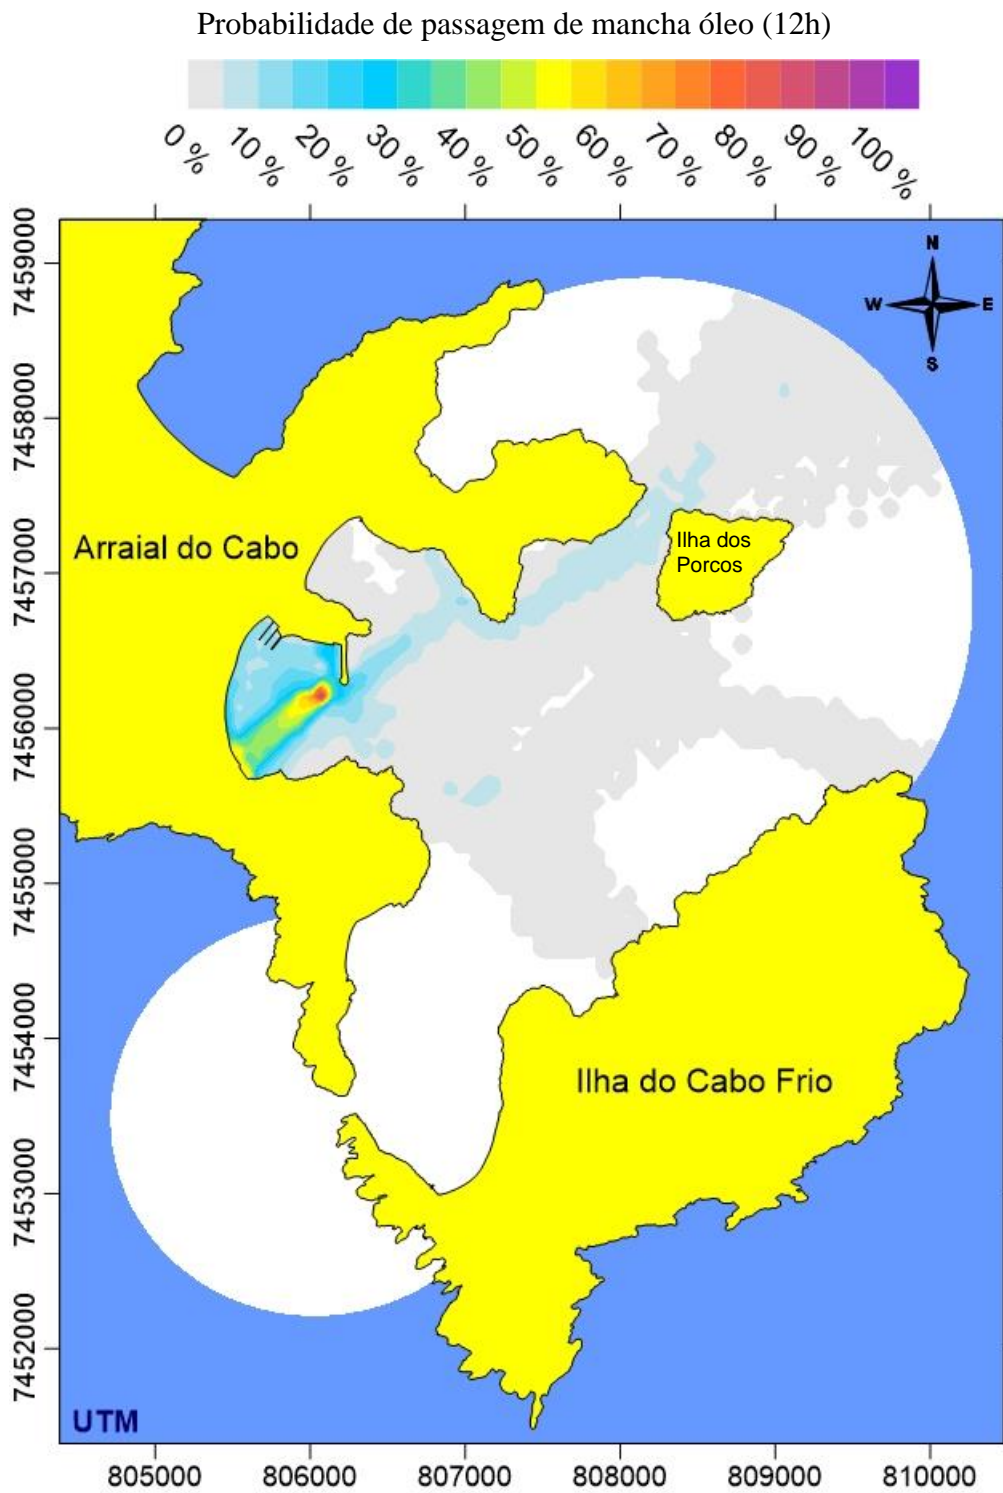 Probabilidade de passagem de mancha óleo (12h)
0 % 10 % 20 % 30 % 40 % 50 % 60 % 70 % 80 % 90 % 100 %
N
W E
S
7459000
7458000
7457000
7456000
7455000
7454000
7453000
7452000
Arraial do Cabo
Ilha dos
Porcos
Ilha do Cabo Frio
UTM
805000 806000 807000 808000 809000 810000